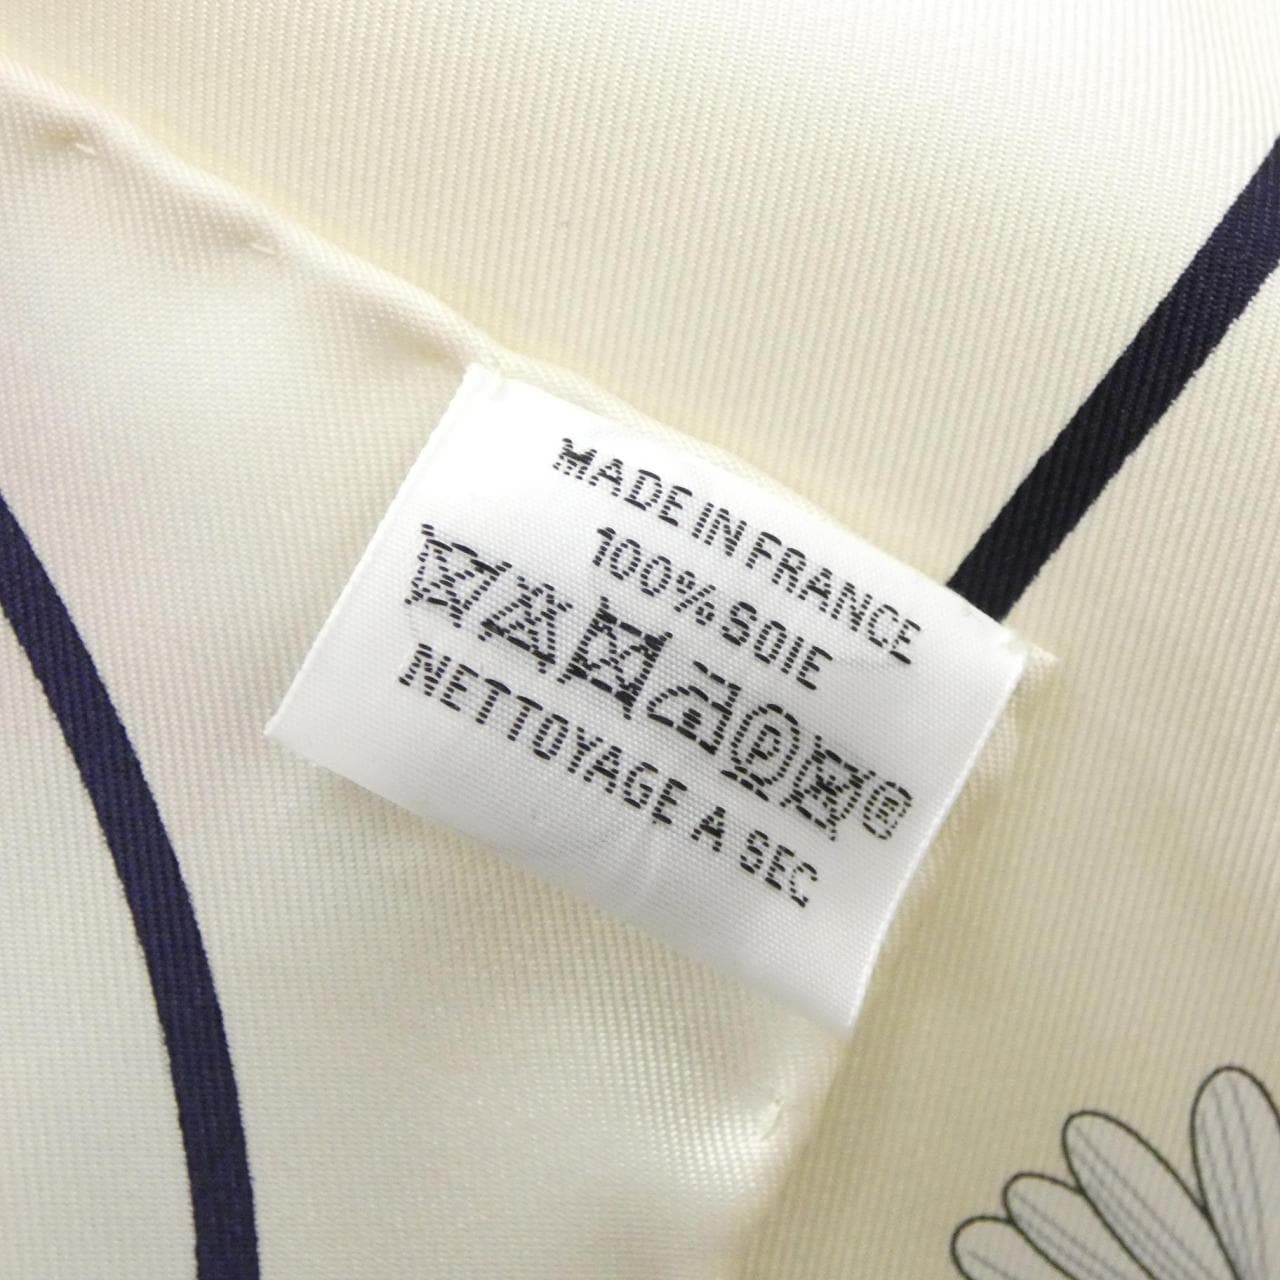 MADE IN FRANCE
100% SOIE
P
NETTOYAGE A SEC